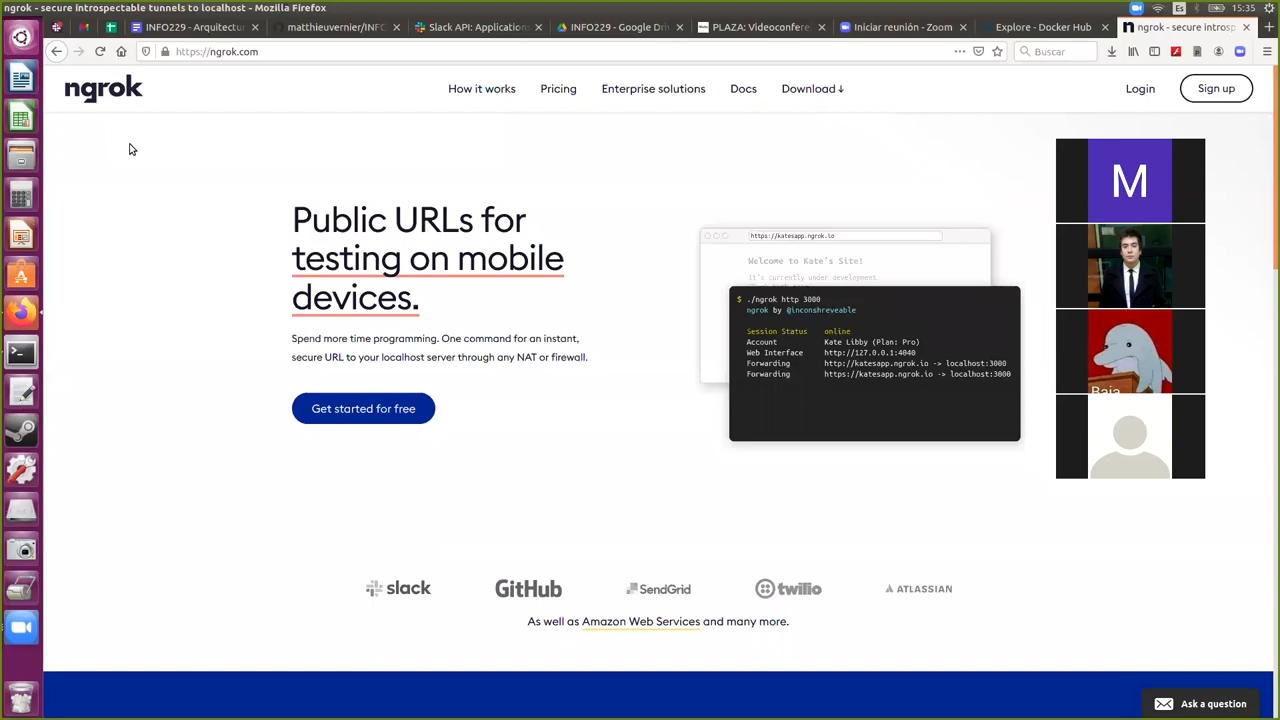 ngrok - secure introspectable tunnels to localhost - Mozilla Firefox
Es
15:35
INFO229 - Arquitectur
matthieuvernier/INFO
Slack API: Applications
INFO229 - Google Driv
PLAZA: Videoconfere
Iniciar reunión - Zoom
Explore - Docker Hub
ngrok - secure introsp
https://ngrok.com
Buscar
ngrok
How it works
Pricing
Enterprise solutions
Docs
Download ↓
Login
Sign up
Public URLs for
testing on mobile
devices.
Spend more time programming. One command for an instant,
secure URL to your localhost server through any NAT or firewall.
Get started for free
https://katesapp.ngrok.io
Welcome to Kate's Site!
It's currently under development.
$ ./ngrok http 3000
ngrok by @inconshreveable
Session Status online
Account Kate Libby (Plan: Pro)
Web Interface http://127.0.0.1:4040
Forwarding http://katesapp.ngrok.io -> localhost:3000
Forwarding https://katesapp.ngrok.io -> localhost:3000
M
slack
GitHub
SendGrid
twilio
ATLASSIAN
As well as Amazon Web Services and many more.
Ask a question